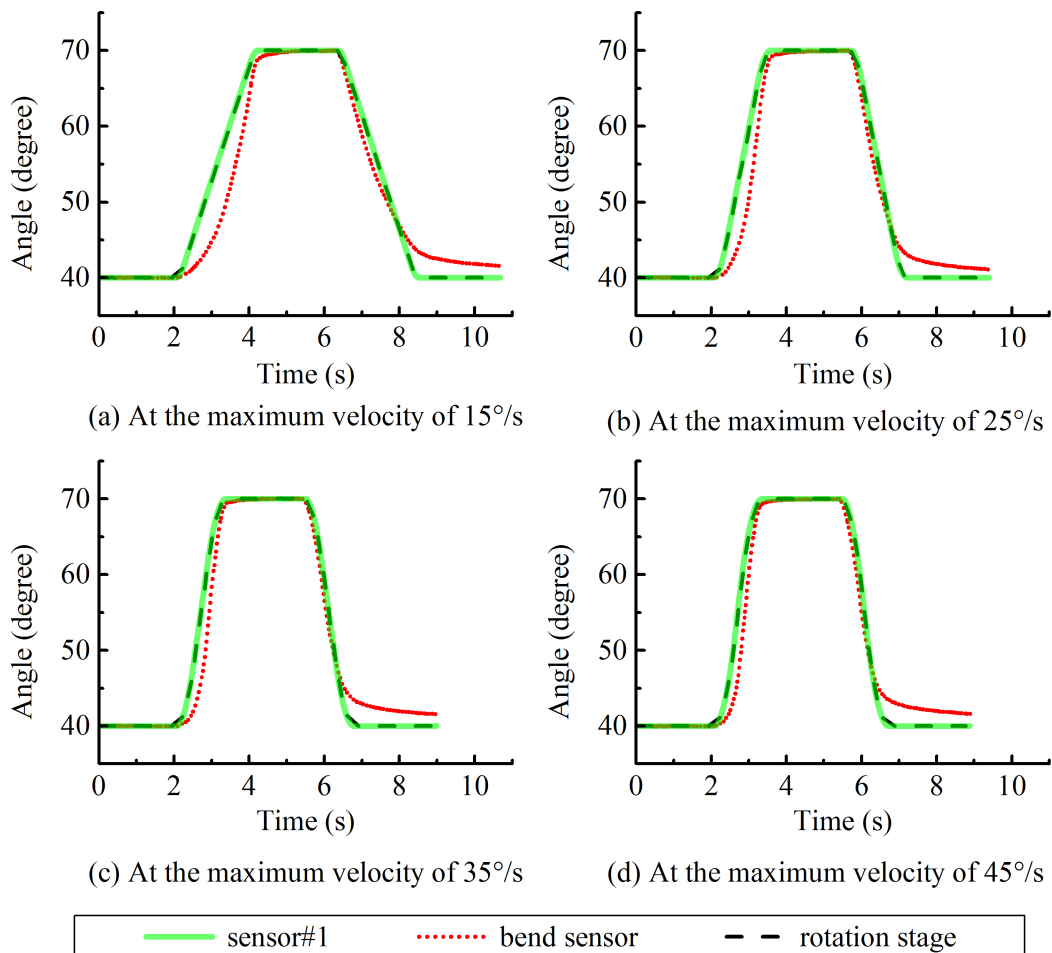 70
60
50
40
Angle (degree)
0 2 4 6 8 10
Time (s)
(a) At the maximum velocity of 15°/s
70
60
50
40
Angle (degree)
0 2 4 6 8 10
Time (s)
(b) At the maximum velocity of 25°/s
70
60
50
40
Angle (degree)
0 2 4 6 8 10
Time (s)
(c) At the maximum velocity of 35°/s
70
60
50
40
Angle (degree)
0 2 4 6 8 10
Time (s)
(d) At the maximum velocity of 45°/s
sensor#1 bend sensor rotation stage